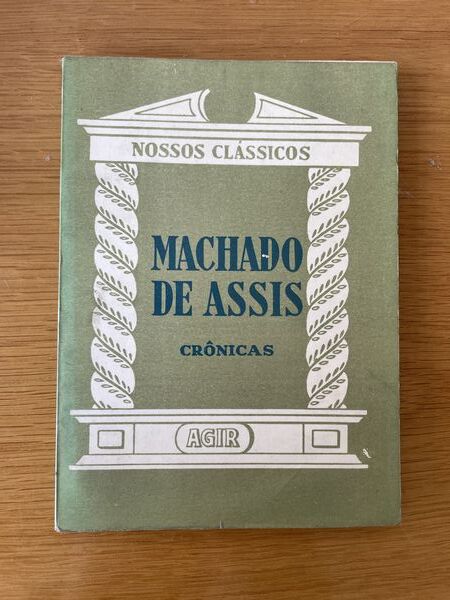 NOSSOS CLÁSSICOS
MACHADO
DE ASSIS
CRÔNICAS
AGIR